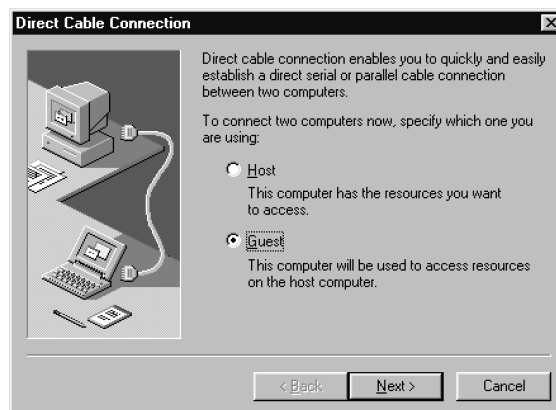 Direct Cable Connection
Direct cable connection enables you to quickly and easily
establish a direct serial or parallel cable connection
between two computers.
To connect two computers now, specify which one you
are using:
Host
This computer has the resources you want
to access.
Guest
This computer will be used to access resources
on the host computer.
< Back
Next >
Cancel